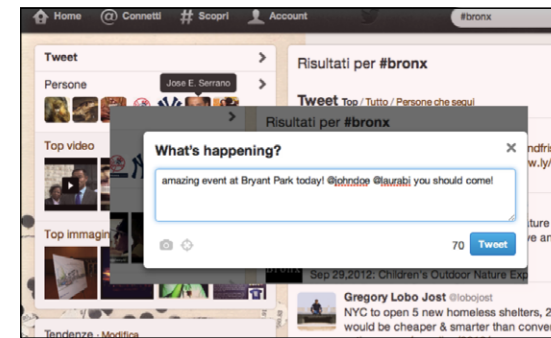 Home @ Connetti # Scopri Account
#bronx
Tweet
Persone
Jose E. Serrano
Risultati per #bronx
Tweet Top / Tutto / Persone che segui
Risultati per #bronx
Top video
What's happening?
amazing event at Bryant Park today! @johndoe @laurabi you should come!
70 Tweet
Top immagin
Sep 29,2012: Children's Outdoor Nature Exp
Gregory Lobo Jost @lobojost
NYC to open 5 new homeless shelters, 2
would be cheaper & smarter than conver
Tendenze · Modifica